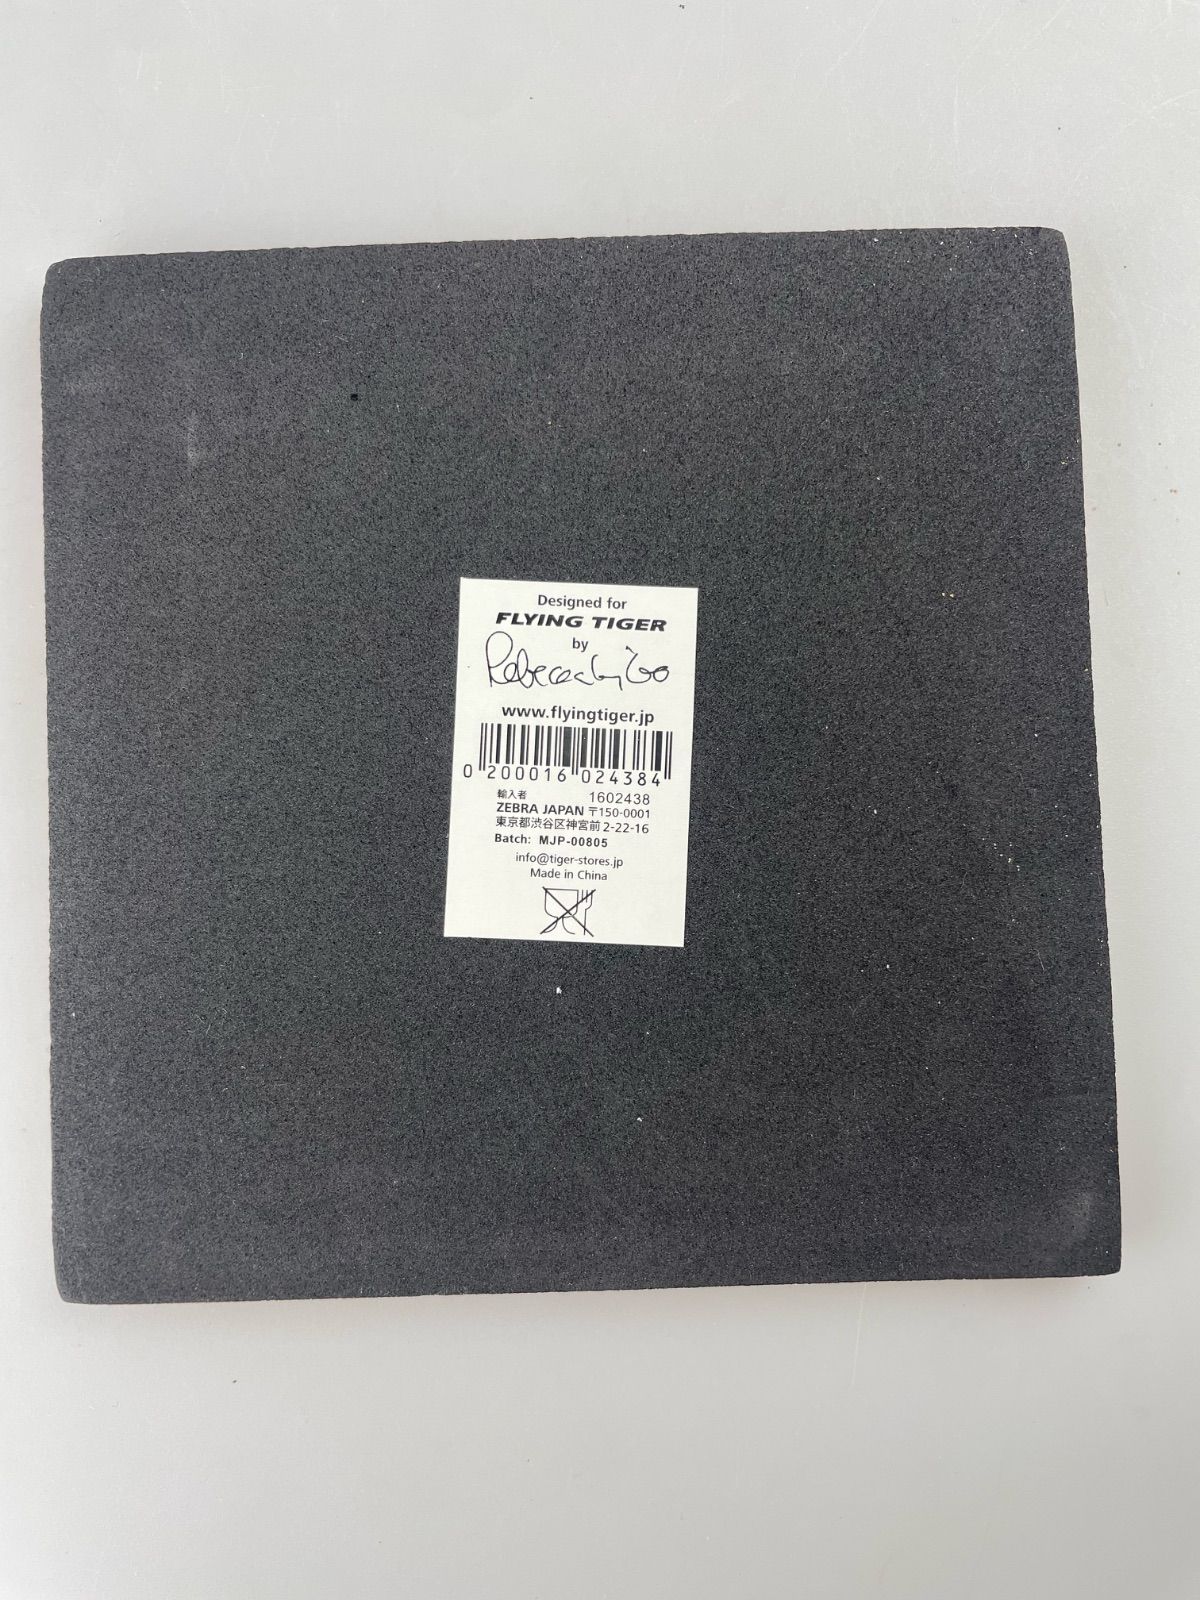 Designed for
FLYING TIGER
by
www.flyingtiger.jp
0 200016 024384
輸入者 1602438
ZEBRA JAPAN 〒150-0001
東京都渋谷区神宮前 2-22-16
Batch: MJP-00805
info@tiger-stores.jp
Made in China